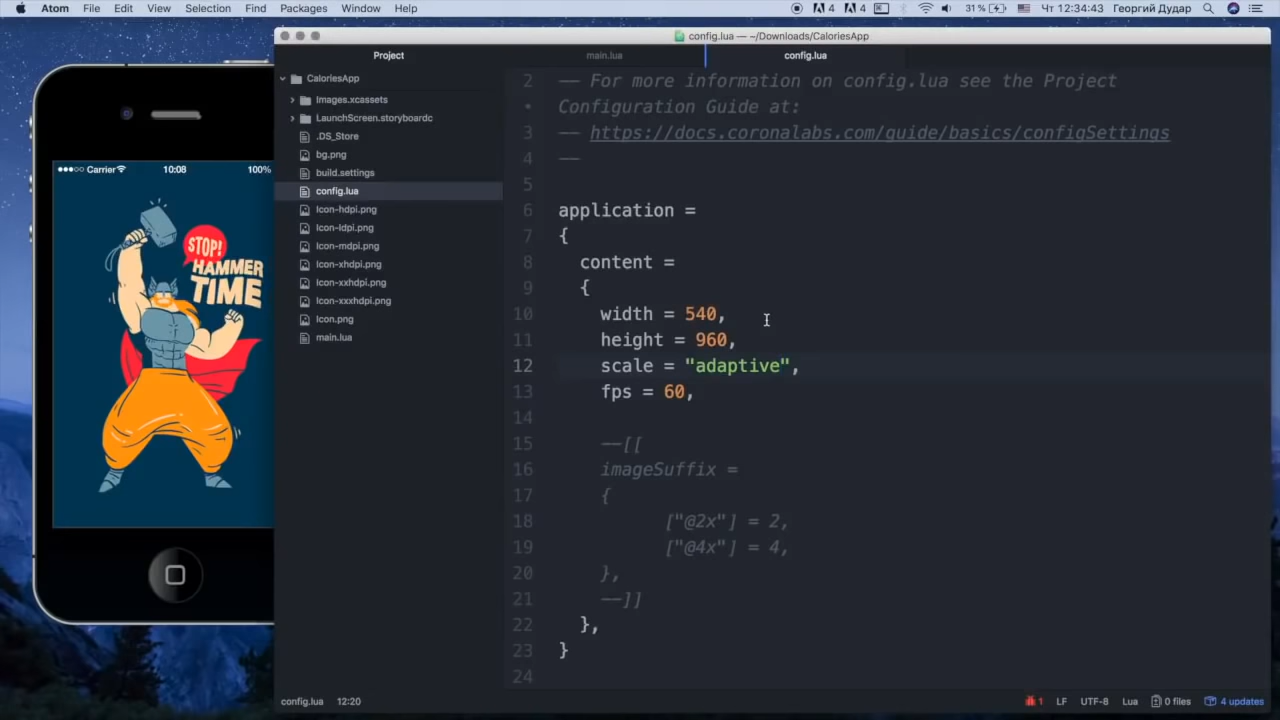 Atom File Edit View Selection Find Packages Window Help
4 4 31% Чт 12:34:43 Георгий Дудар
config.lua — ~/Downloads/CaloriesApp
Project main.lua config.lua
CaloriesApp
Images.xcassets
LaunchScreen.storyboardc
.DS_Store
bg.png
build.settings
config.lua
Icon-hdpi.png
Icon-ldpi.png
Icon-mdpi.png
Icon-xhdpi.png
Icon-xxhdpi.png
Icon-xxxhdpi.png
Icon.png
main.lua
Carrier 10:08 100%
STOP!
HAMMER
TIME
2 -- For more information on config.lua see the Project
• Configuration Guide at:
3 -- https://docs.coronalabs.com/guide/basics/configSettings
4 --
5
6 application =
7 {
8 content =
9 {
10 width = 540,
11 height = 960,
12 scale = "adaptive",
13 fps = 60,
14
15 --[[
16 imageSuffix =
17 {
18 ["@2x"] = 2,
19 ["@4x"] = 4,
20 },
21 --]]
22 },
23 }
24
config.lua 12:20 1 LF UTF-8 Lua 0 files 4 updates